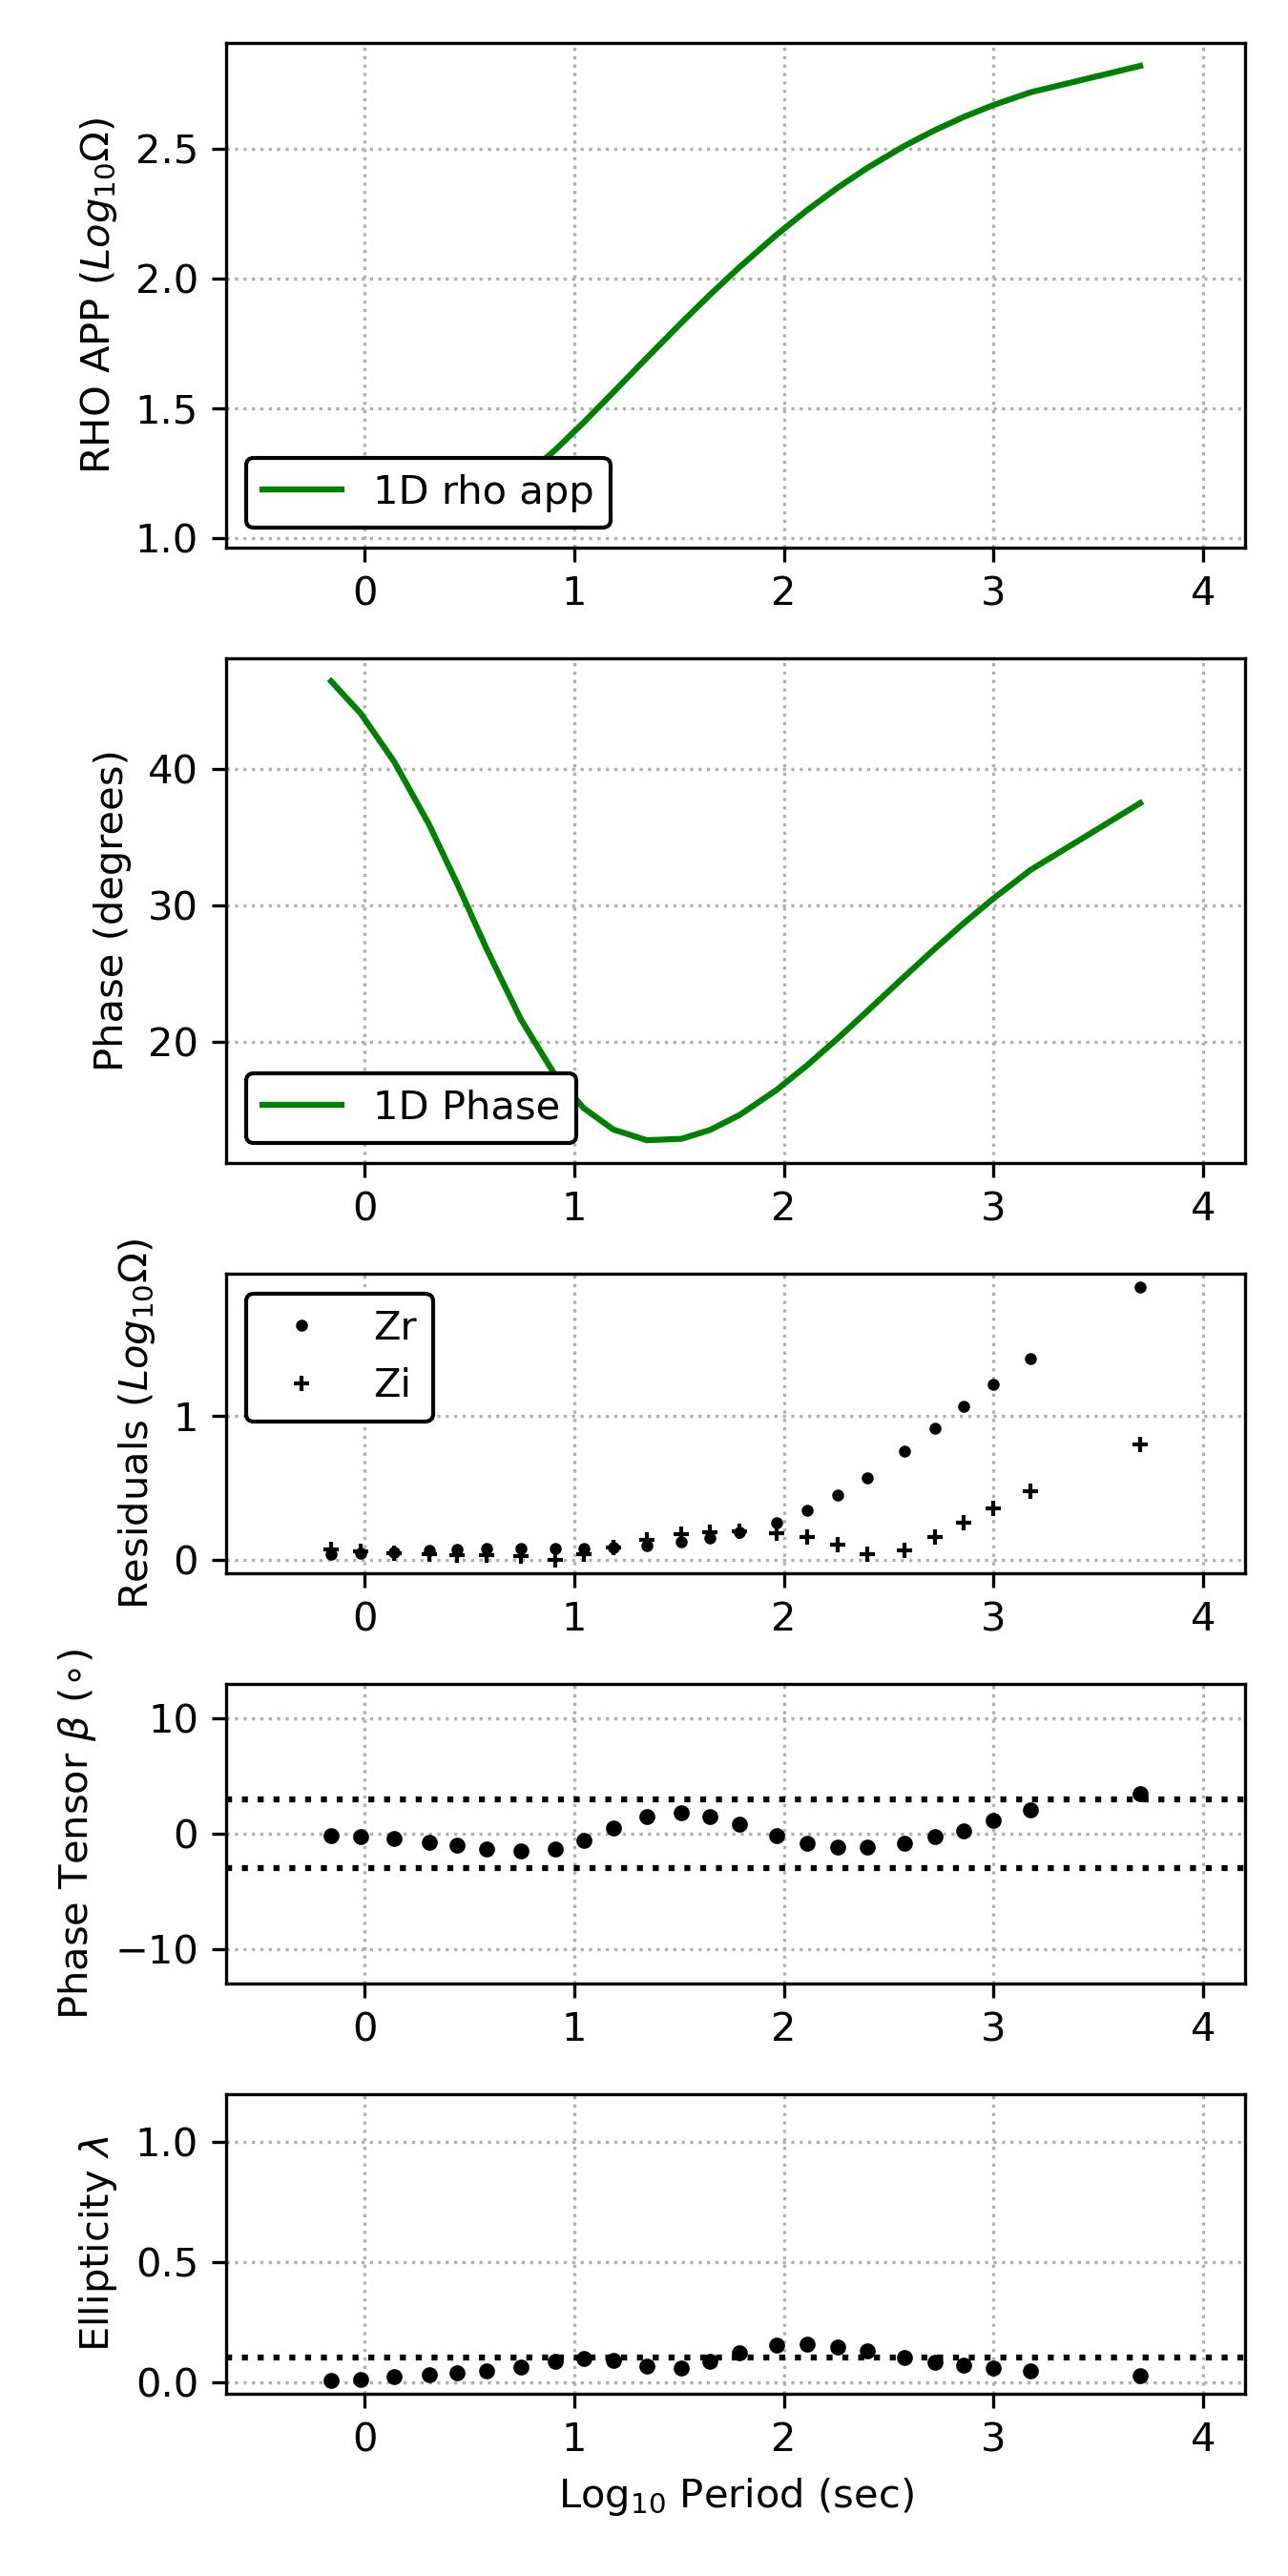 RHO APP (Log₁₀Ω)
2.5
2.0
1.5
1.0
1D rho app
0 1 2 3 4
Phase (degrees)
40
30
20
1D Phase
0 1 2 3 4
Residuals (Log₁₀Ω)
1
0
Zr
Zi
0 1 2 3 4
Phase Tensor β (∘)
10
0
−10
0 1 2 3 4
Ellipticity λ
1.0
0.5
0.0
0 1 2 3 4
Log₁₀ Period (sec)